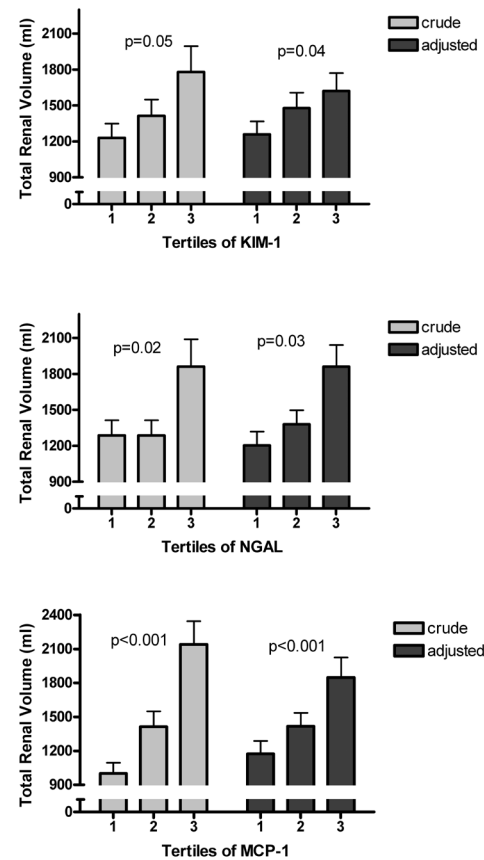 crude
adjusted
Total Renal Volume (ml)
2100
1800
1500
1200
900
0
p=0.05
p=0.04
1 2 3 1 2 3
Tertiles of KIM-1
crude
adjusted
Total Renal Volume (ml)
2100
1800
1500
1200
900
0
p=0.02
p=0.03
1 2 3 1 2 3
Tertiles of NGAL
crude
adjusted
Total Renal Volume (ml)
2400
2100
1800
1500
1200
900
0
p<0.001
p<0.001
1 2 3 1 2 3
Tertiles of MCP-1